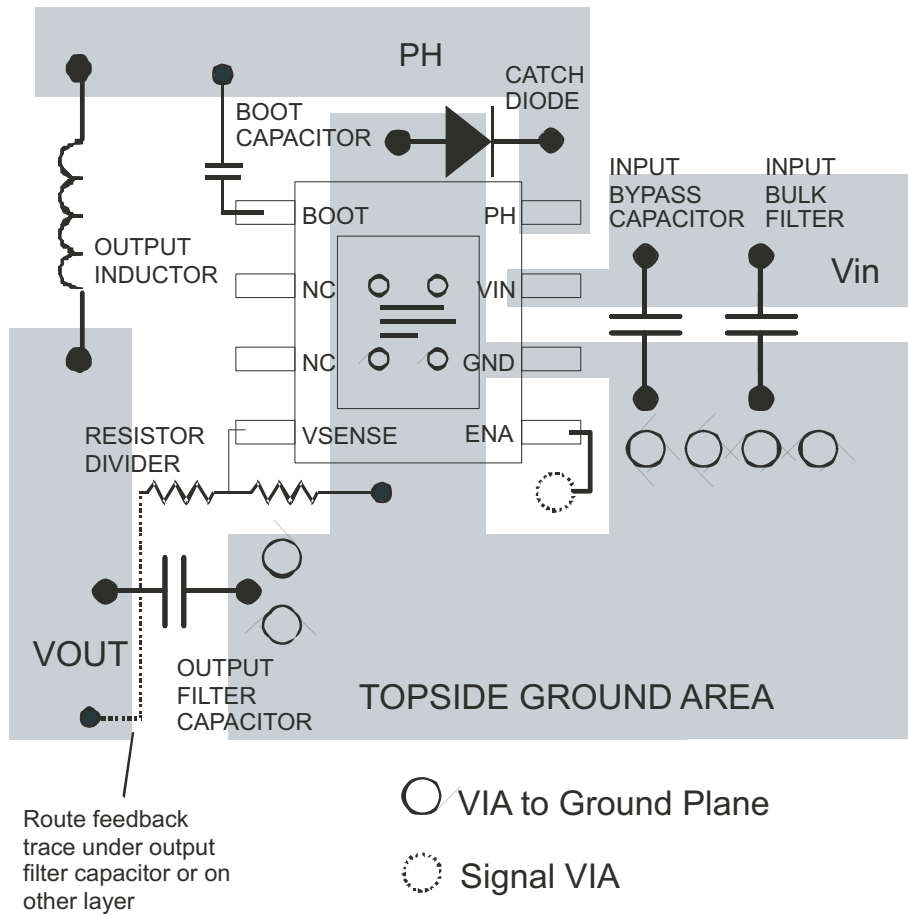 PH
CATCH
DIODE
BOOT
CAPACITOR
INPUT
BYPASS
CAPACITOR
INPUT
BULK
FILTER
BOOT
PH
OUTPUT
INDUCTOR
Vin
NC
VIN
NC
GND
RESISTOR
DIVIDER
VSENSE
ENA
VOUT
OUTPUT
FILTER
CAPACITOR
TOPSIDE GROUND AREA
Route feedback
trace under output
filter capacitor or on
other layer
VIA to Ground Plane
Signal VIA